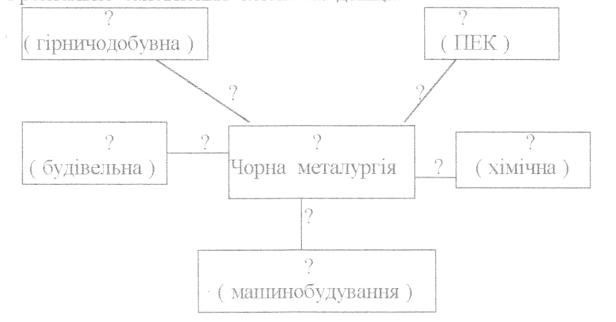 ?
( гірничодобувна )
?
( ПЕК )
?
?
?
( будівельна )
?
?
Чорна металургія
?
?
( хімічна )
?
?
( машинобудування )